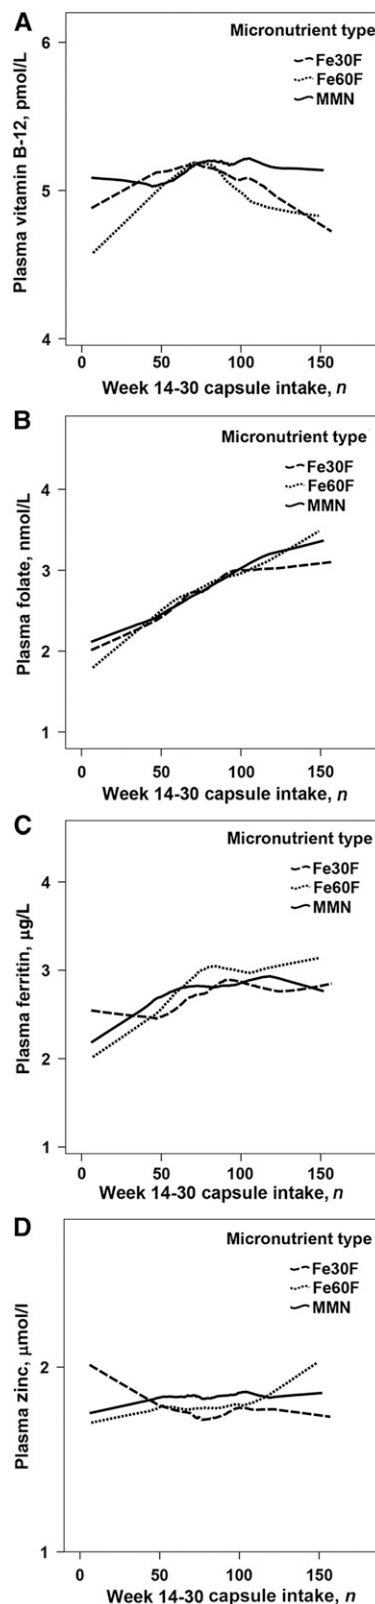 A
Micronutrient type
Fe30F
Fe60F
MMN
Plasma vitamin B-12, pmol/L
6
5
4
0 50 100 150
Week 14-30 capsule intake, n
B
Micronutrient type
Fe30F
Fe60F
MMN
Plasma folate, nmol/L
4
3
2
1
0 50 100 150
Week 14-30 capsule intake, n
C
Micronutrient type
Fe30F
Fe60F
MMN
Plasma ferritin, µg/L
4
3
2
1
0 50 100 150
Week 14-30 capsule intake, n
D
Micronutrient type
Fe30F
Fe60F
MMN
Plasma zinc, µmol/l
2
1
0 50 100 150
Week 14-30 capsule intake, n